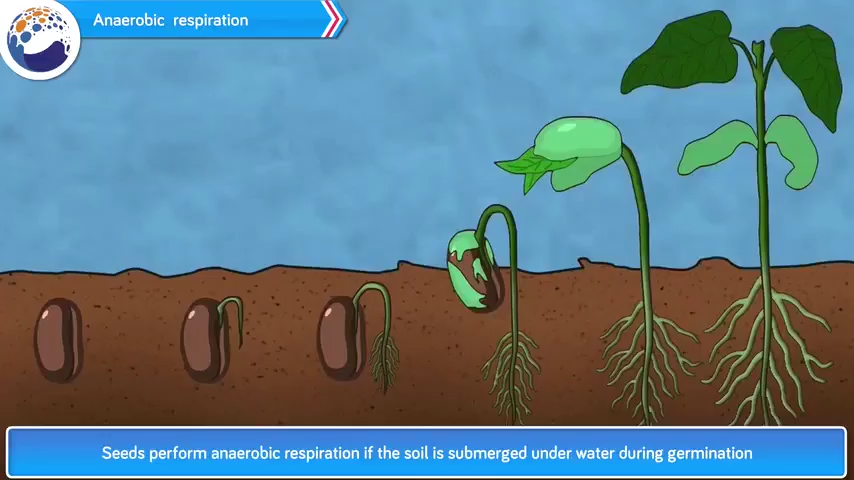 Anaerobic respiration
Seeds perform anaerobic respiration if the soil is submerged under water during germination